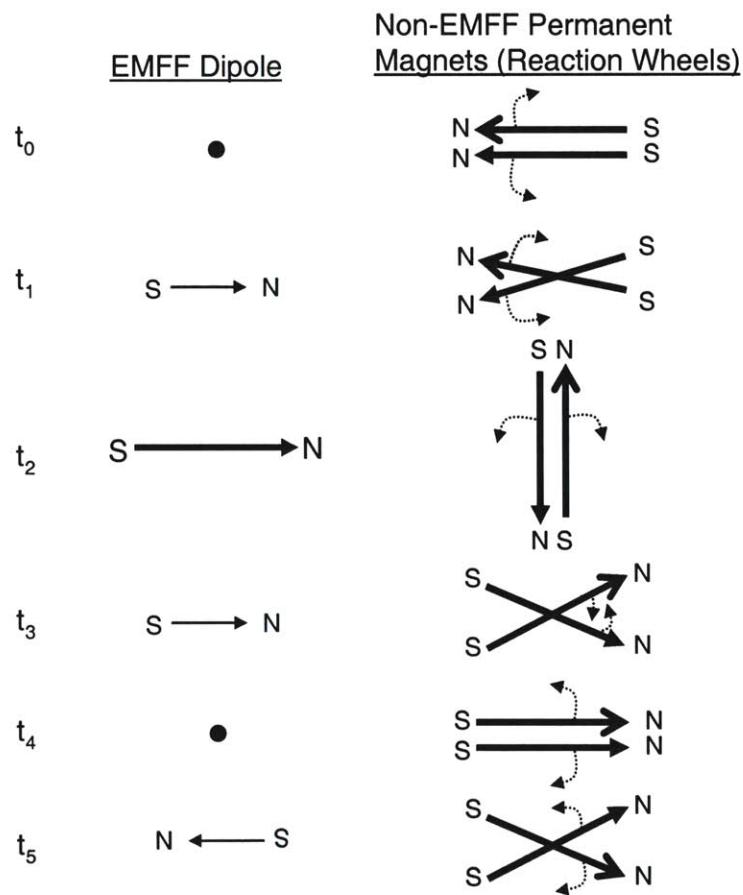 Non-EMFF Permanent
EMFF Dipole Magnets (Reaction Wheels)
t0
N S
N S
t1
S N
N S
N S
t2
S N
S N
N S
t3
S N
S N
S N
t4
S N
S N
t5
N S
S N
S N